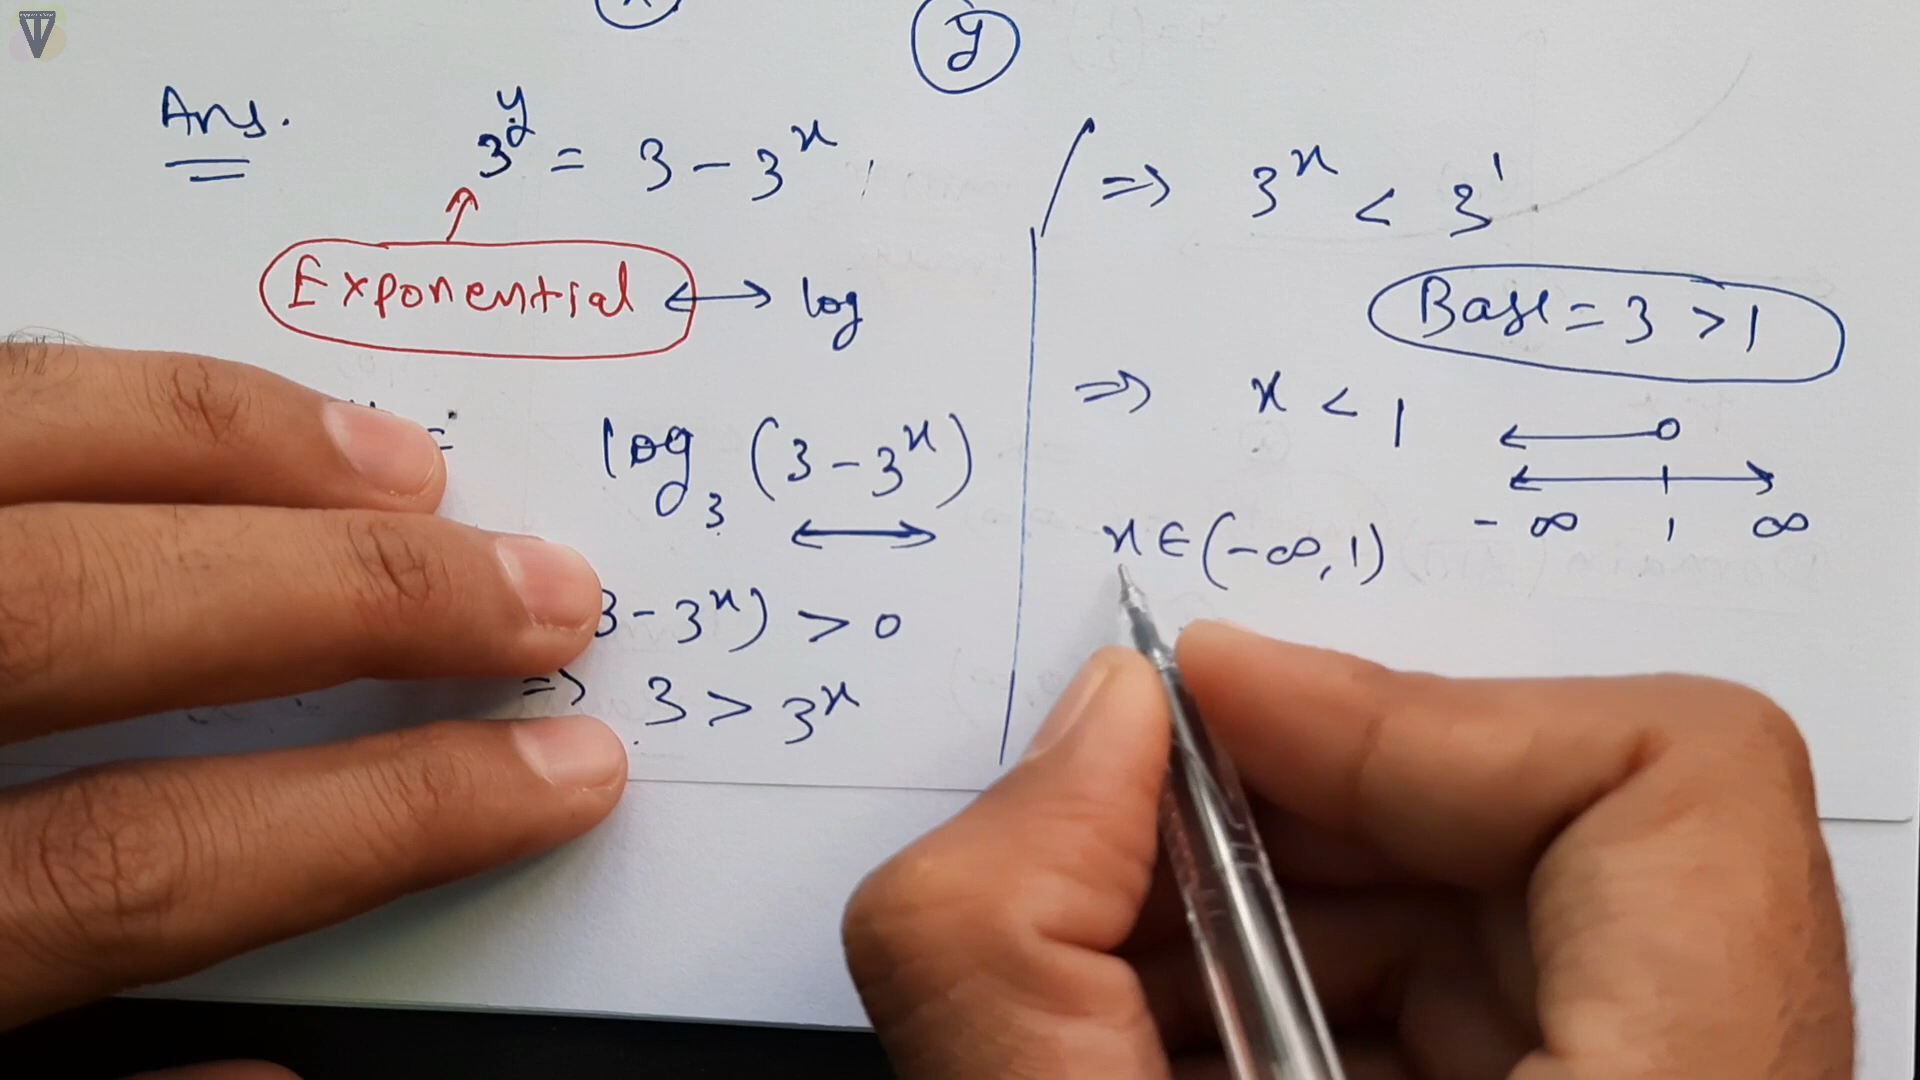 y
Ans. 3^y = 3 - 3^x
Exponential ↔ log
= log_3 (3 - 3^x)
3 - 3^x) > 0
=> 3 > 3^x
=> 3^x < 3^1
Base = 3 > 1
=> x < 1
-∞ 1 ∞
x ∈ (-∞, 1)